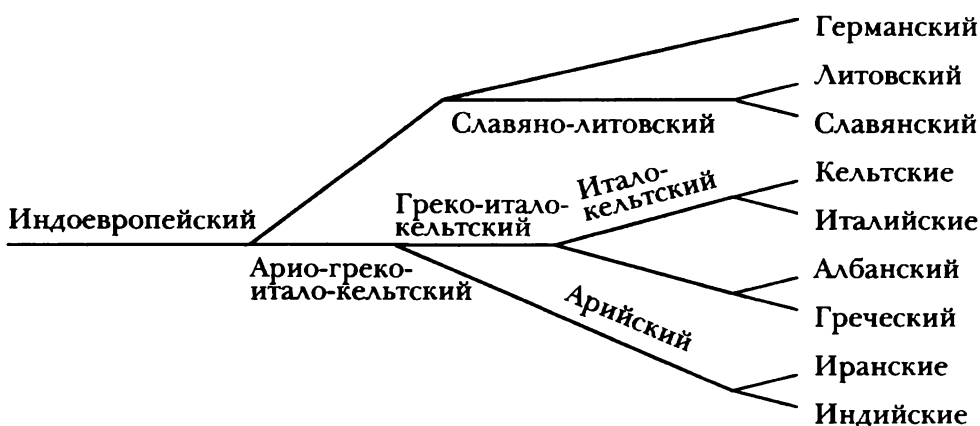 Германский
Литовский
Славяно-литовский
Славянский
Кельтские
Итало-
кельтский
Греко-итало-
кельтский
Индоевропейский
Италийские
Арио-греко-
итало-кельтский
Албанский
Арийский
Греческий
Иранские
Индийские